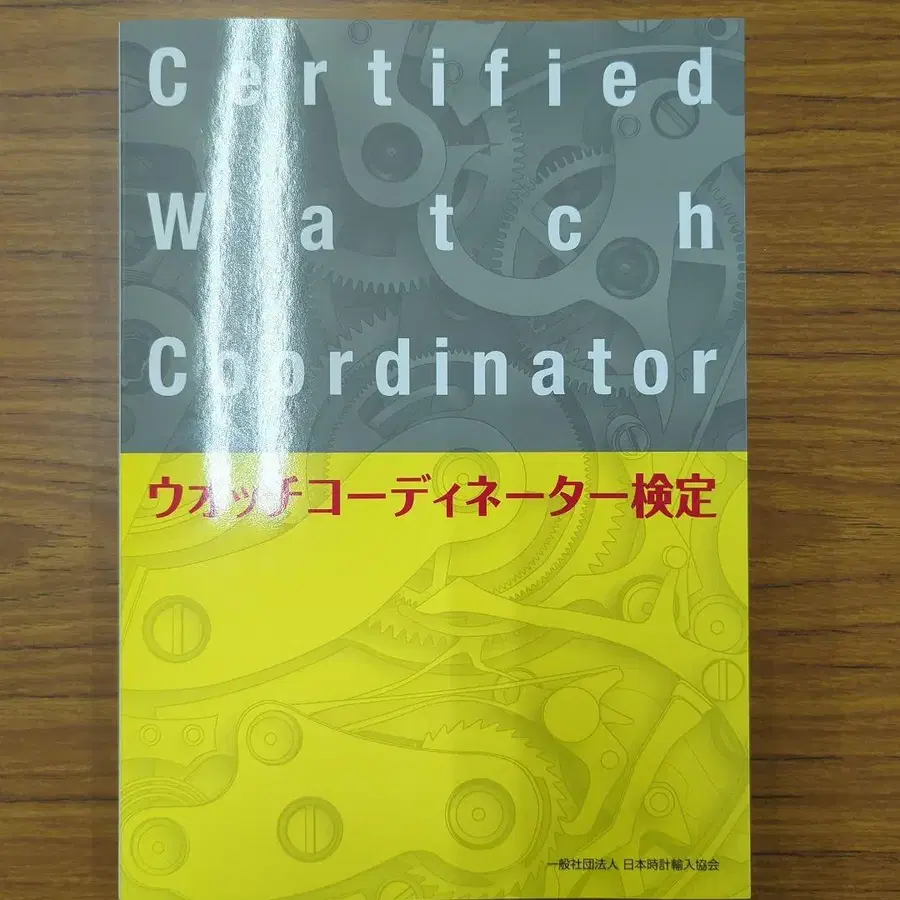 Certified
Watch
Coordinator
ウオッチコーディネーター検定
一般社団法人 日本時計輸入協会